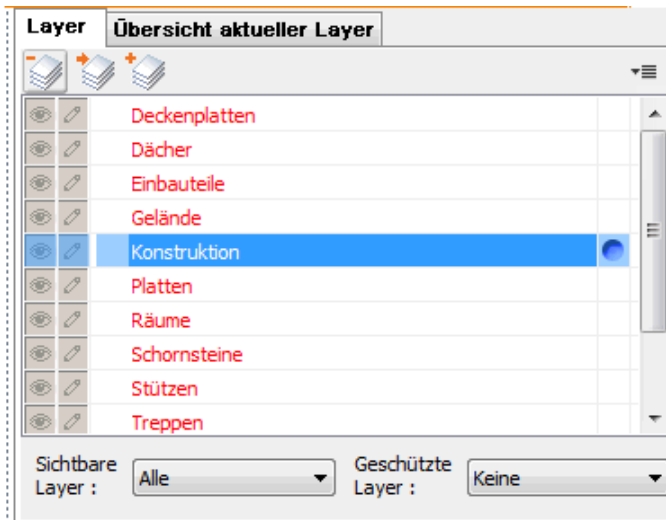 Layer Übersicht aktueller Layer
Deckenplatten
Dächer
Einbauteile
Gelände
Konstruktion
Platten
Räume
Schornsteine
Stützen
Treppen
Sichtbare Layer : Alle Geschützte Layer : Keine